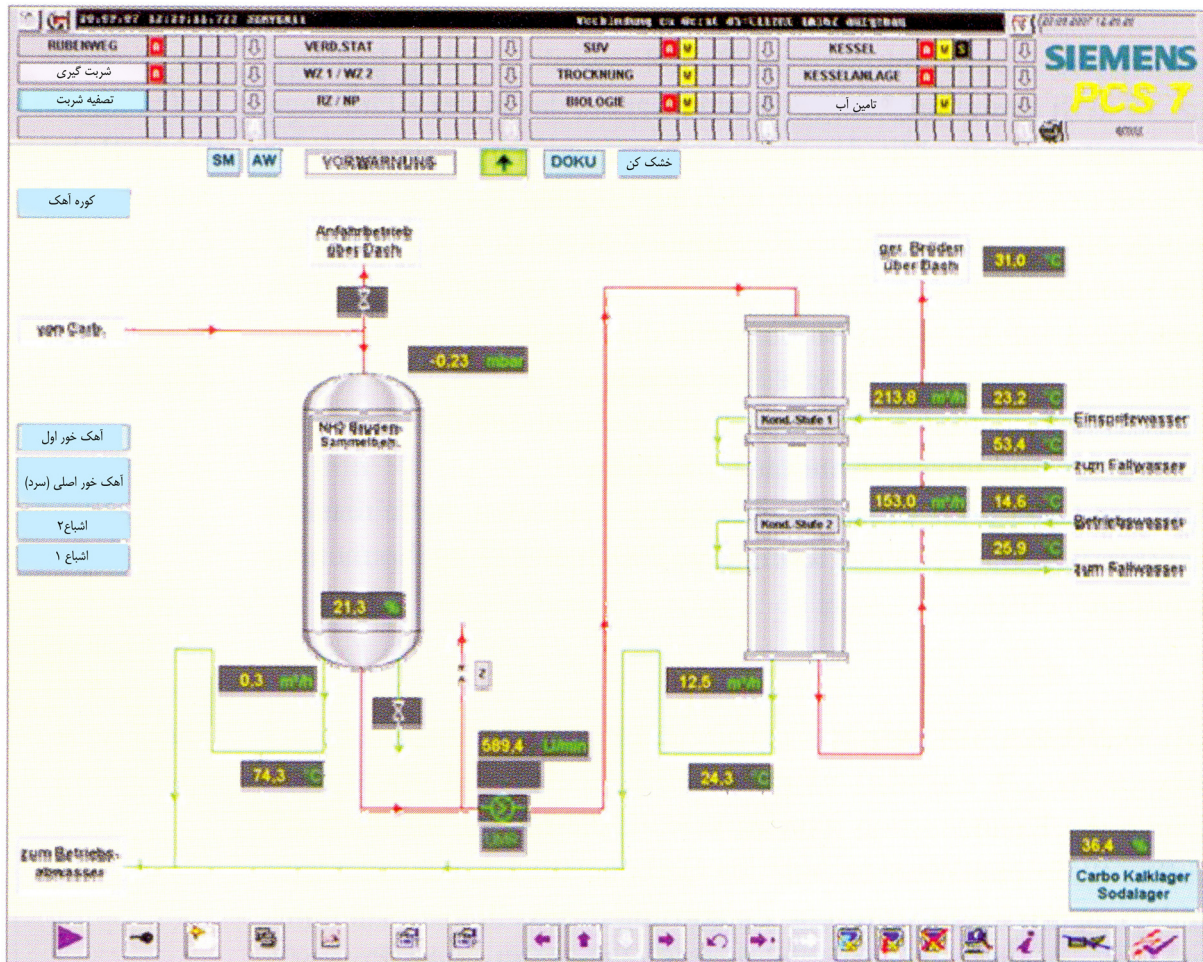 RÜBENWEG
A
VERD.STAT
SUV
A W
KESSEL
A W S
SIEMENS
شربت گیری
A
WZ 1 / WZ 2
TROCKNUNG
W
KESSELANLAGE
A
PCS 7
تصفیه شربت
RZ / NP
BIOLOGIE
A W
تامین آب
W
SM
AW
VORWARNUNG
DOKU
خشک کن
کوره آهک
Anfahrbetrieb
über Dach
ger. Brüden
über Dach
31,0 °C
von Carb.
-0,23 mbar
213,8 m³/h
23,2 °C
NH3 Brüden-
Sammelbeh.
Kond.-Stufe 1
Einspritzwasser
آهک خور اول
53,4 °C
zum Fallwasser
آهک خور اصلی (سرد)
153,0 m³/h
14,6 °C
اشباع۲
Kond.-Stufe 2
Betriebswasser
اشباع ۱
25,9 °C
zum Fallwasser
21,3 %
0,3 m³/h
Z
12,5 m³/h
589,4 U/min
74,3 °C
24,3 °C
zum Betriebs-
abwasser
36,4 %
Carbo Kalklager
Sodalager